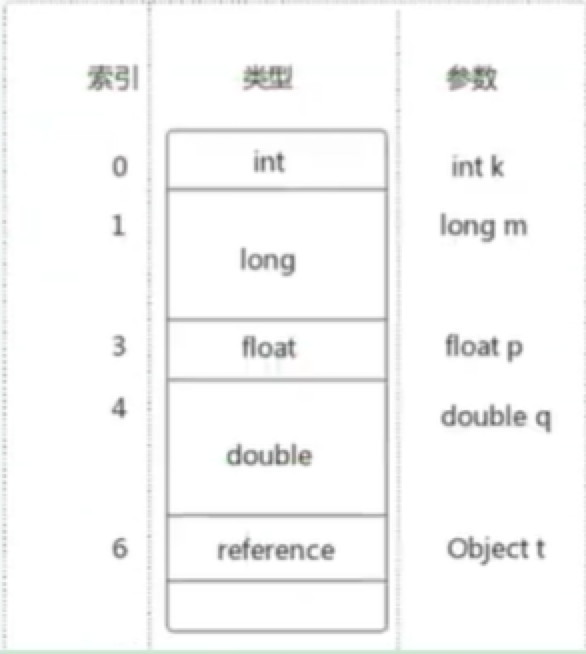 索引 类型 参数
0 int int k
1 long m
long
3 float float p
4 double q
double
6 reference Object t